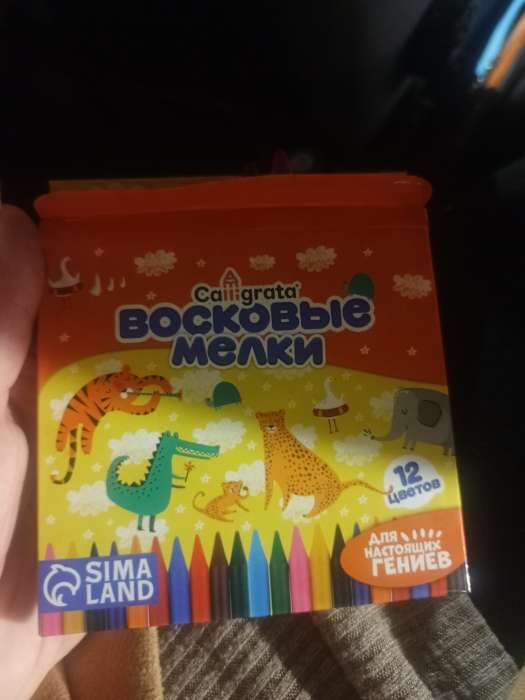 Calligrata
ВОСКОВЫЕ
МЕЛКИ
12
ЦВЕТОВ
ДЛЯ
НАСТОЯЩИХ
ГЕНИЕВ
SIMA
LAND